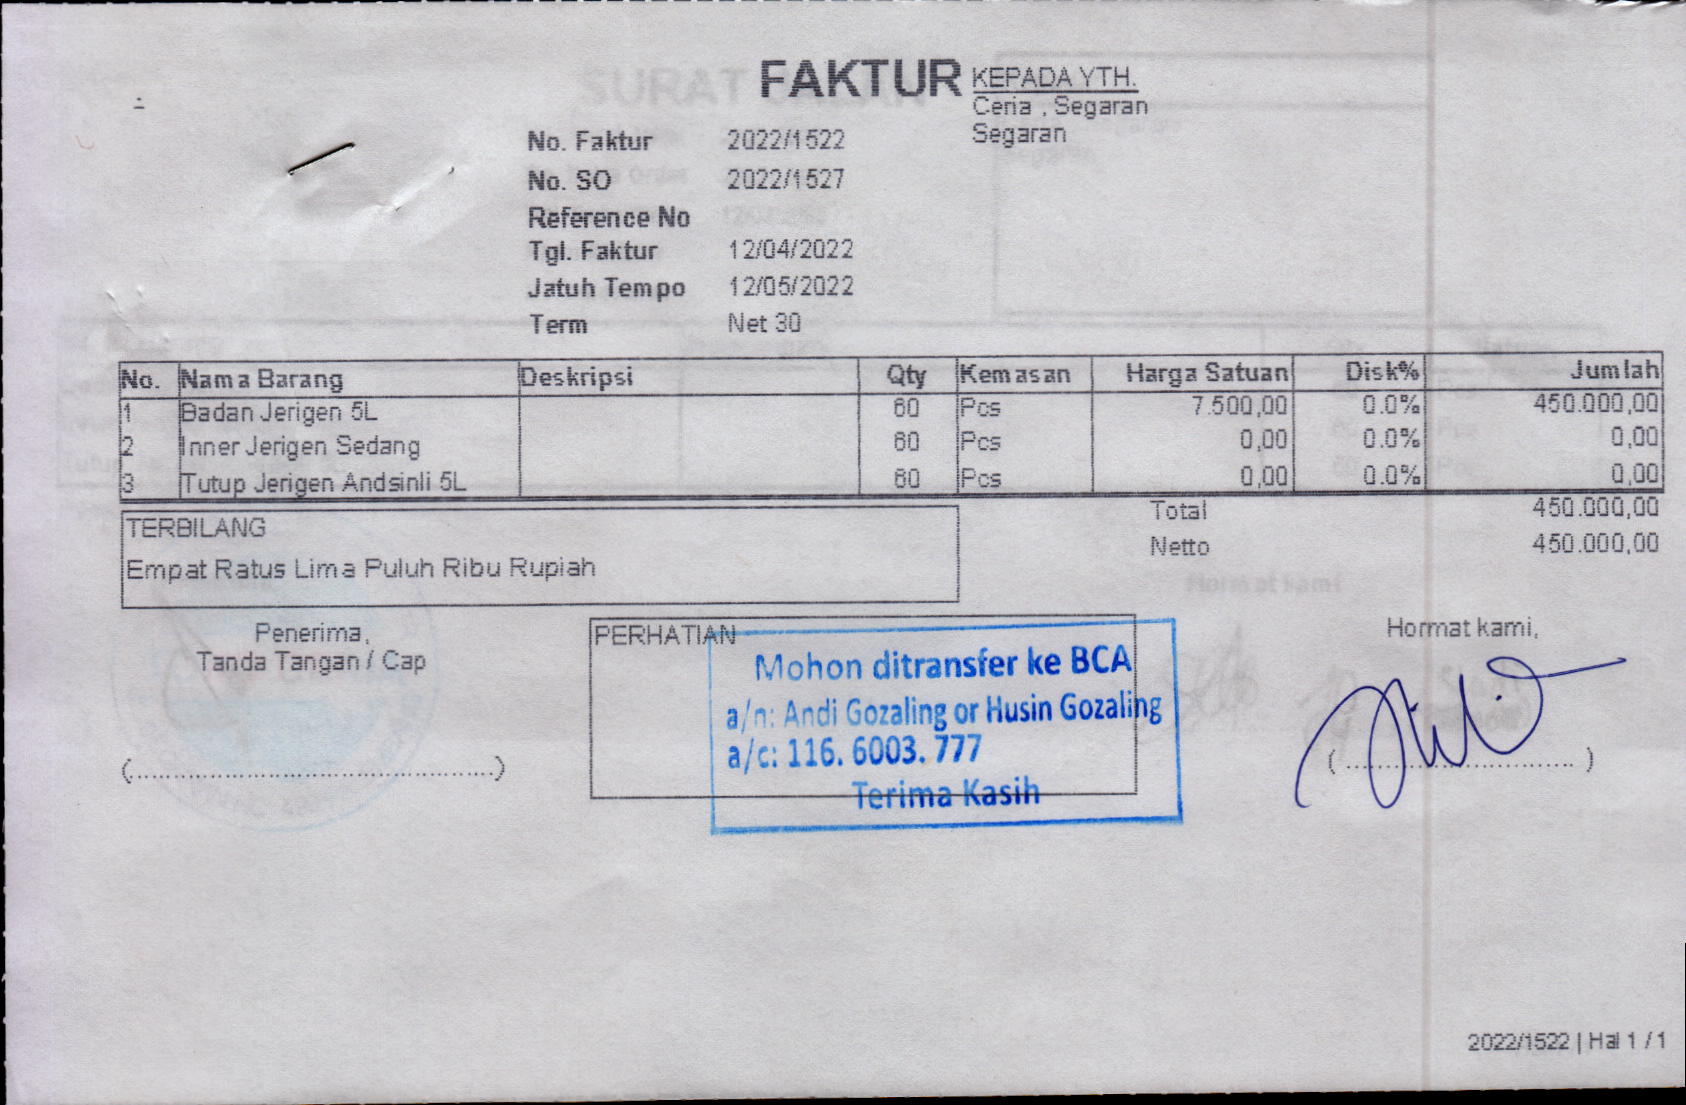 FAKTUR
KEPADA YTH.
Ceria , Segaran
Segaran
No. Faktur 2022/1522
No. SO 2022/1527
Reference No
Tgl. Faktur 12/04/2022
Jatuh Tempo 12/05/2022
Term Net 30
No. Nama Barang Deskripsi Qty Kemasan Harga Satuan Disk% Jumlah
1 Badan Jerigen 5L 60 Pcs 7.500,00 0.0% 450.000,00
2 Inner Jerigen Sedang 60 Pcs 0,00 0.0% 0,00
3 Tutup Jerigen Andsinli 5L 60 Pcs 0,00 0.0% 0,00
Total 450.000,00
Netto 450.000,00
TERBILANG
Empat Ratus Lima Puluh Ribu Rupiah
Penerima,
Tanda Tangan / Cap
(................................................)
PERHATIAN
Mohon ditransfer ke BCA
a/n: Andi Gozaling or Husin Gozaling
a/c: 116. 6003. 777
Terima Kasih
Hormat kami,
(..............................)
2022/1522 | Hal 1 / 1